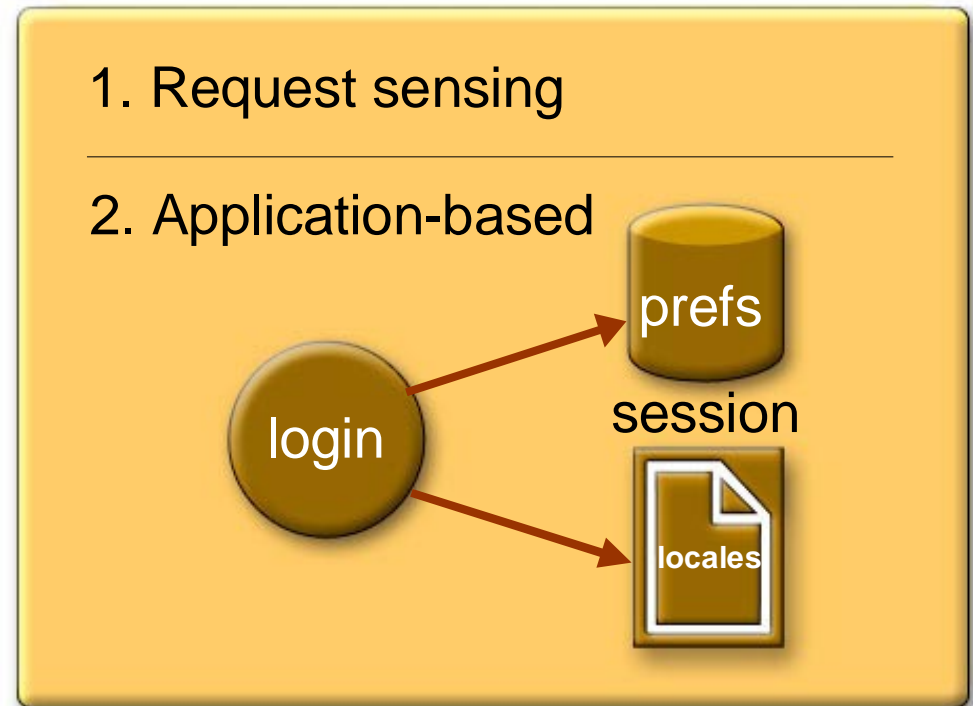 1. Request sensing
2. Application-based
prefs
login
session
locales